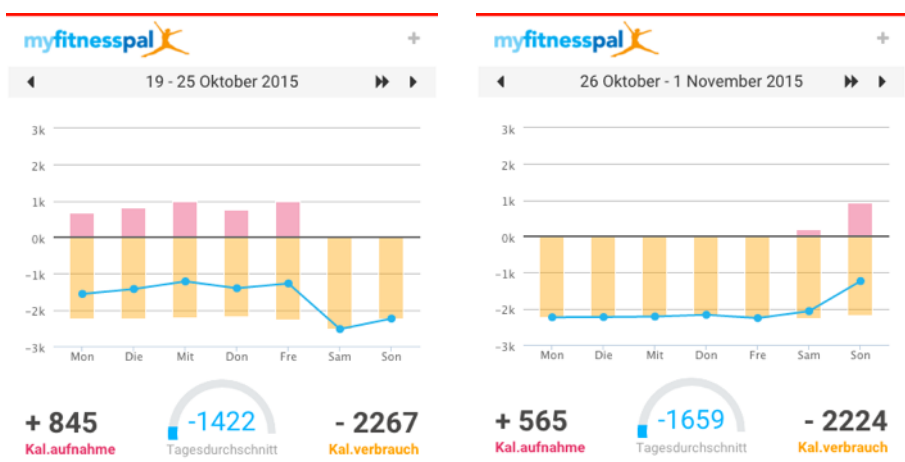 myfitnesspal
+
19 - 25 Oktober 2015
3k
2k
1k
0k
-1k
-2k
-3k
Mon Die Mit Don Fre Sam Son
+ 845
Kal.aufnahme
-1422
Tagesdurchschnitt
- 2267
Kal.verbrauch
myfitnesspal
+
26 Oktober - 1 November 2015
3k
2k
1k
0k
-1k
-2k
-3k
Mon Die Mit Don Fre Sam Son
+ 565
Kal.aufnahme
-1659
Tagesdurchschnitt
- 2224
Kal.verbrauch